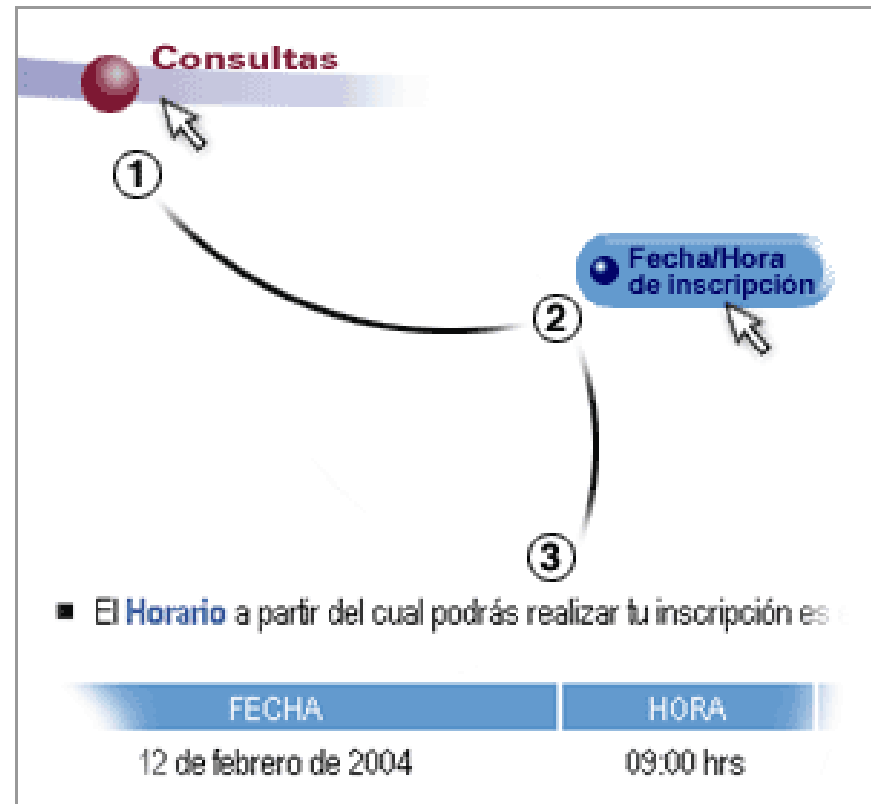 Consultas
1
Fecha/Hora
de inscripción
2
3
El Horario a partir del cual podrás realizar tu inscripción es
FECHA HORA
12 de febrero de 2004 09:00 hrs